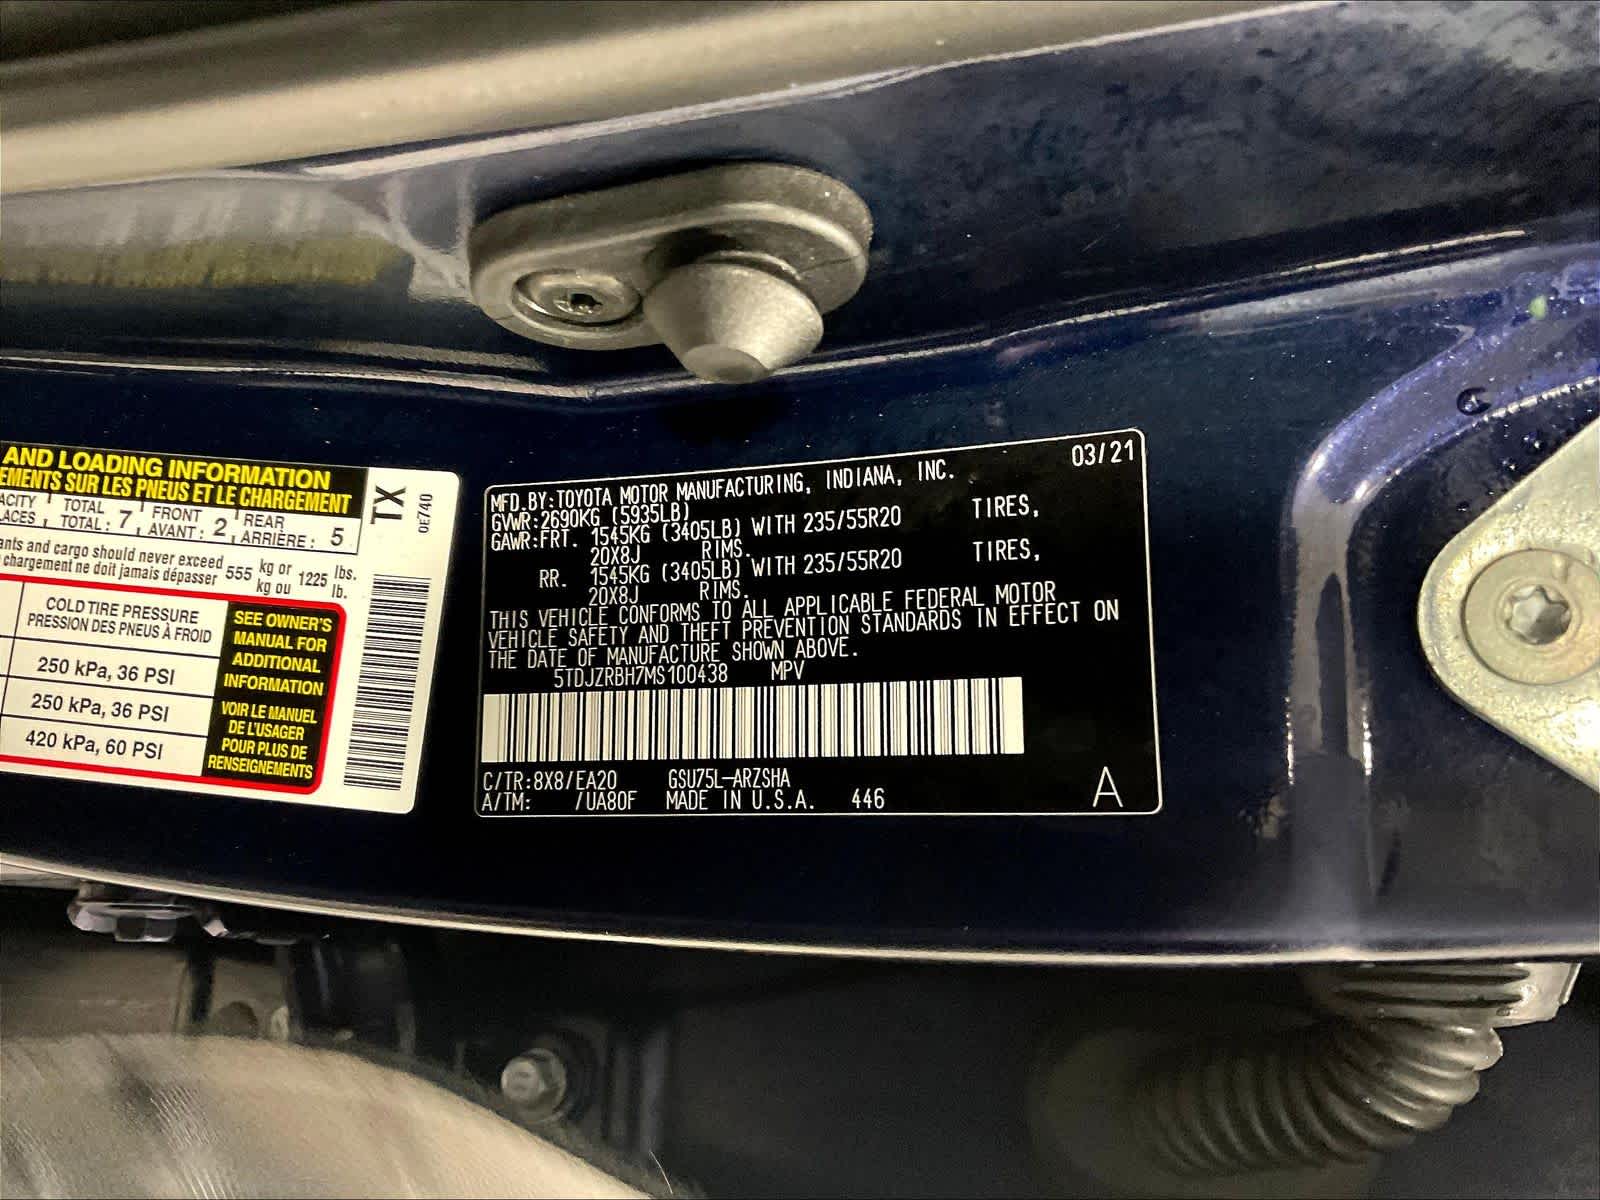 AND LOADING INFORMATION
EMENTS SUR LES PNEUS ET LE CHARGEMENT
ACITY TOTAL FRONT REAR
LACES TOTAL : 7 AVANT : 2 ARRIÈRE : 5
ants and cargo should never exceed 555 kg or 1225 lbs.
chargement ne doit jamais dépasser kg ou lb.
COLD TIRE PRESSURE
PRESSION DES PNEUS À FROID
250 kPa, 36 PSI
250 kPa, 36 PSI
420 kPa, 60 PSI
SEE OWNER'S
MANUAL FOR
ADDITIONAL
INFORMATION
VOIR LE MANUEL
DE L'USAGER
POUR PLUS DE
RENSEIGNEMENTS
TX
0E740
03/21
MFD.BY:TOYOTA MOTOR MANUFACTURING, INDIANA, INC.
GVWR:2690KG (5935LB)
GAWR:FRT. 1545KG (3405LB) WITH 235/55R20 TIRES,
20X8J RIMS.
RR. 1545KG (3405LB) WITH 235/55R20 TIRES,
20X8J RIMS.
THIS VEHICLE CONFORMS TO ALL APPLICABLE FEDERAL MOTOR
VEHICLE SAFETY AND THEFT PREVENTION STANDARDS IN EFFECT ON
THE DATE OF MANUFACTURE SHOWN ABOVE.
5TDJZRBH7MS100438 MPV
C/TR:8X8/EA20 GSU75L-ARZSHA
A/TM: /UA80F MADE IN U.S.A. 446
A